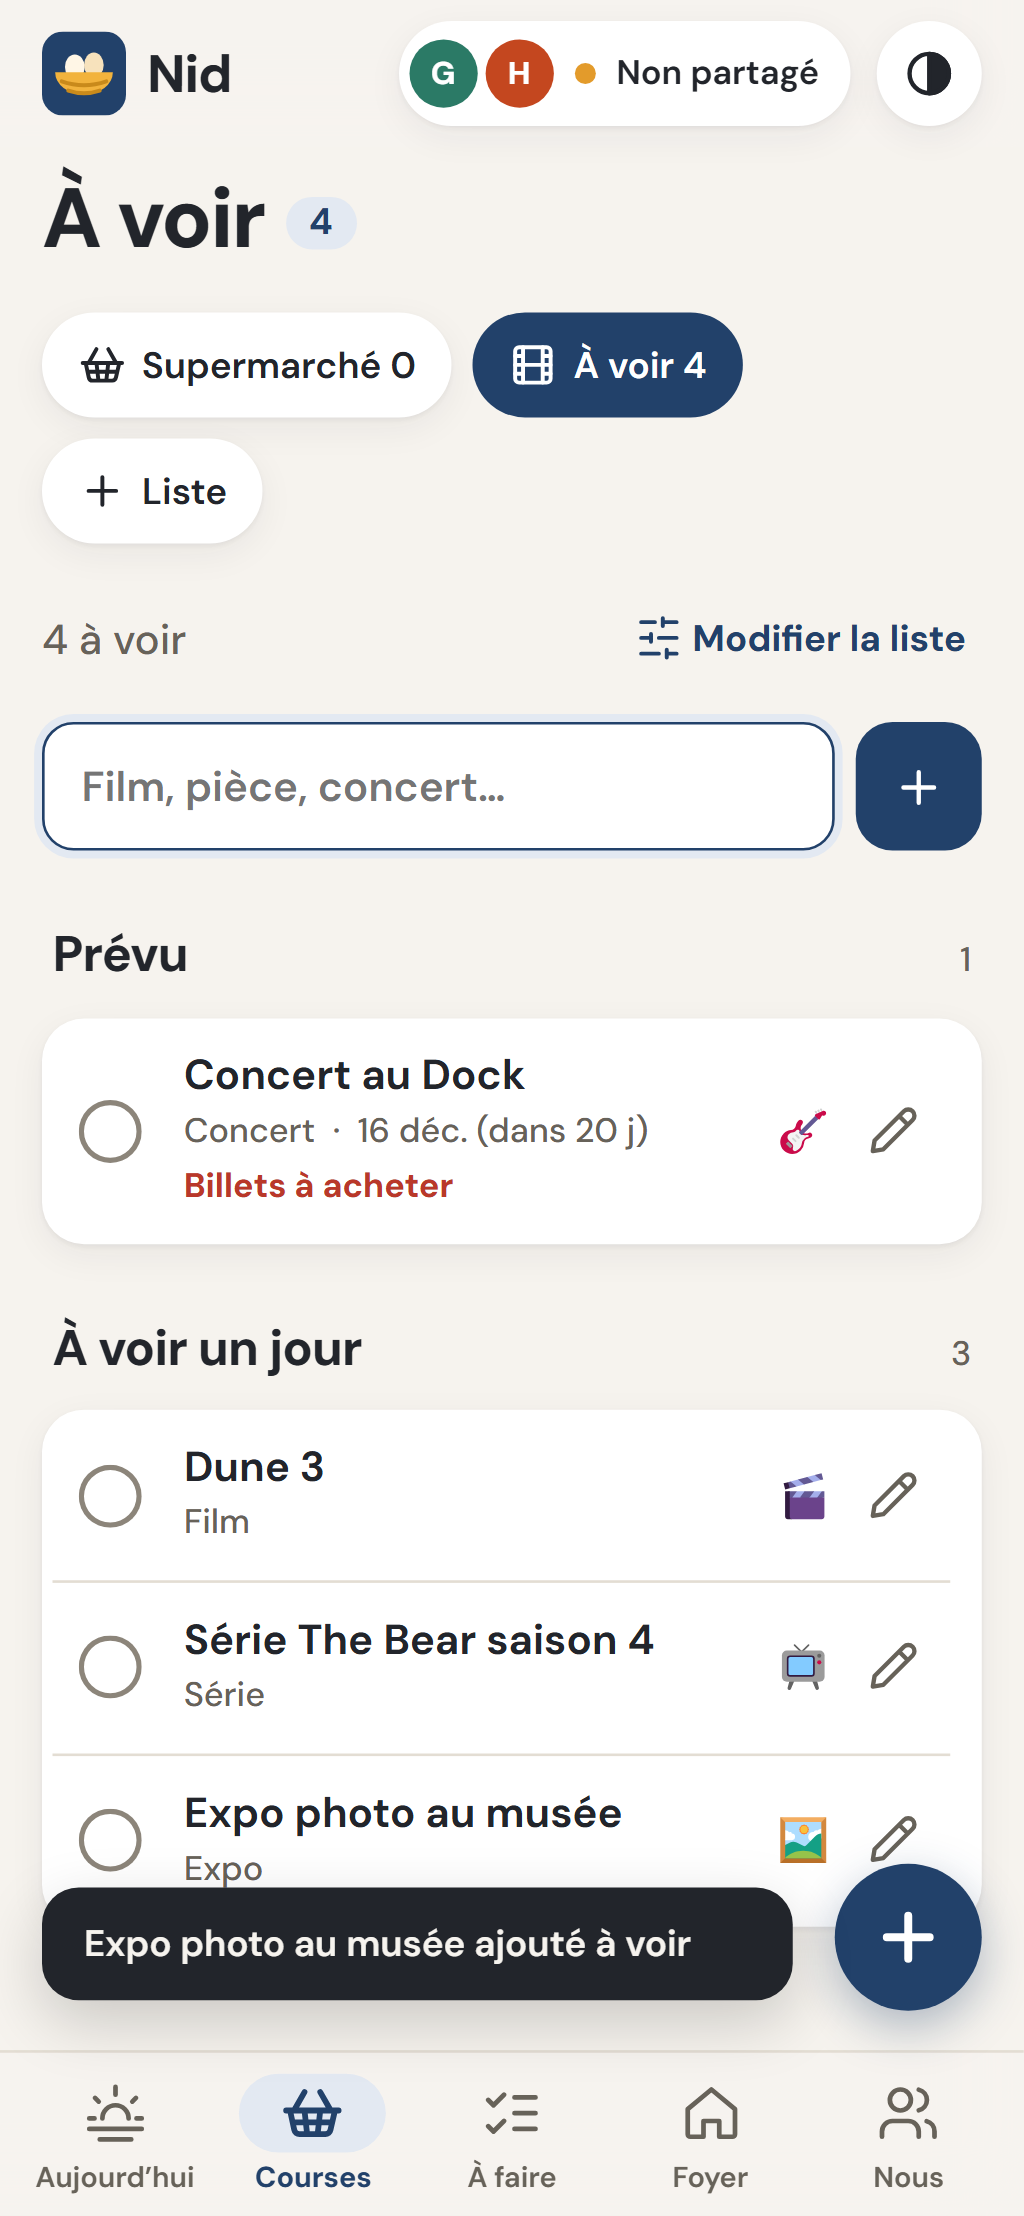 Nid
G H Non partagé
À voir 4
Supermarché 0
À voir 4
Liste
4 à voir
Modifier la liste
Film, pièce, concert...
Prévu 1
Concert au Dock
Concert · 16 déc. (dans 20 j)
Billets à acheter
À voir un jour 3
Dune 3
Film
Série The Bear saison 4
Série
Expo photo au musée
Expo
Expo photo au musée ajouté à voir
Aujourd’hui
Courses
À faire
Foyer
Nous